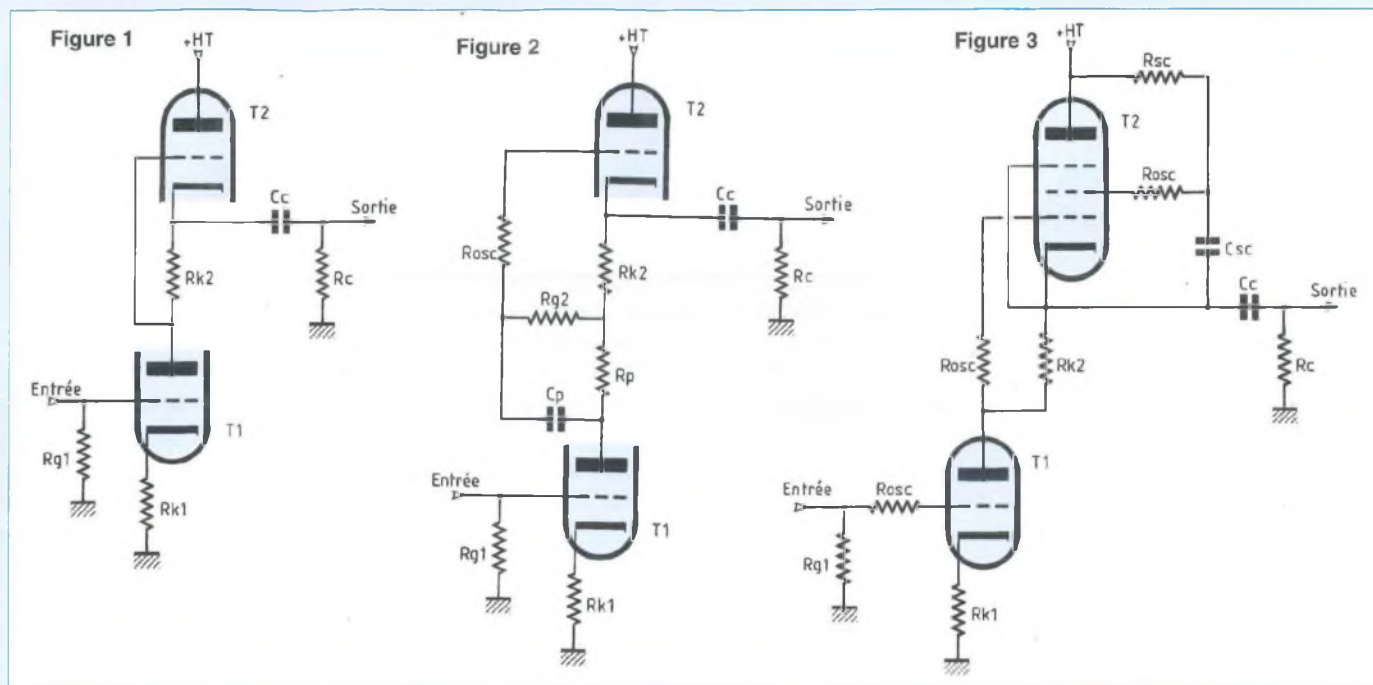 Figure 1
+HT
T2
Cc
Sortie
Rk2
Rc
Entrée
T1
Rg1
Rk1
Figure 2
+HT
T2
Cc
Sortie
Rosc
Rk2
Rc
Rg2
Rp
Cp
Entrée
T1
Rg1
Rk1
Figure 3
+HT
Rsc
T2
Rosc
Csc
Cc
Sortie
Rosc
Rk2
Rc
T1
Entrée
Rosc
Rg1
Rk1